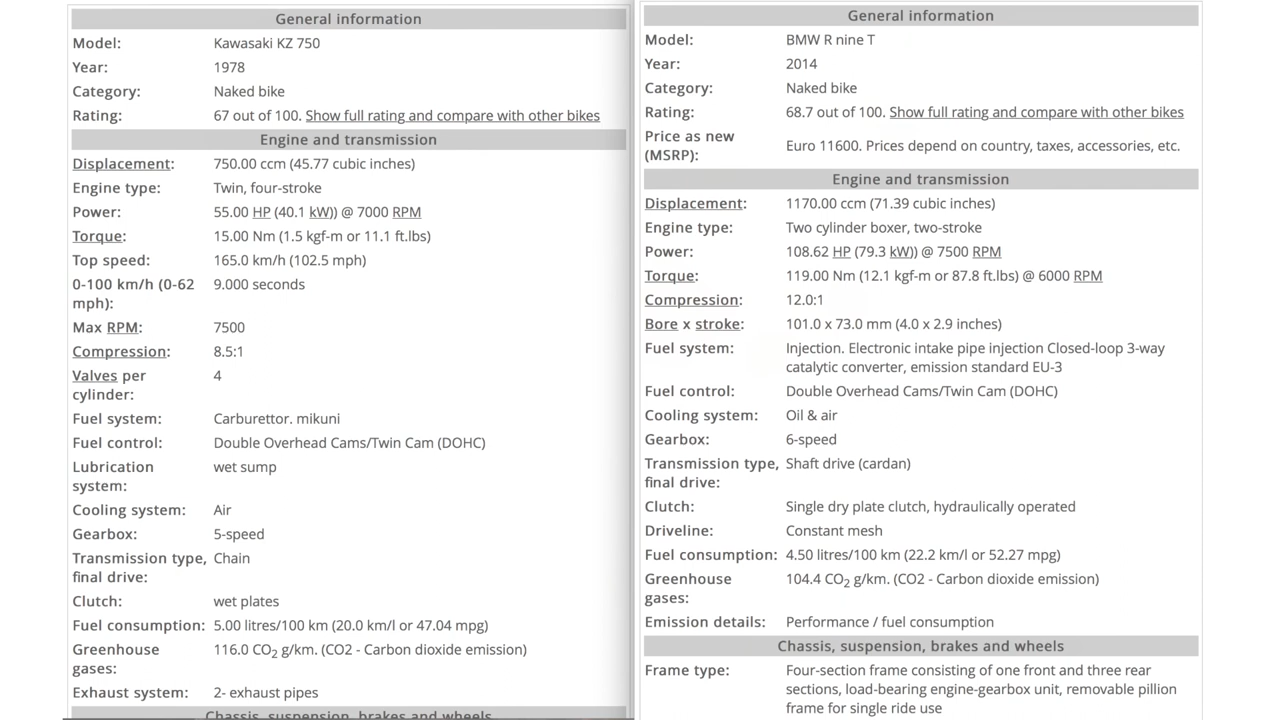 General information
Model: Kawasaki KZ 750
Year: 1978
Category: Naked bike
Rating: 67 out of 100. Show full rating and compare with other bikes
Engine and transmission
Displacement: 750.00 ccm (45.77 cubic inches)
Engine type: Twin, four-stroke
Power: 55.00 HP (40.1 kW)) @ 7000 RPM
Torque: 15.00 Nm (1.5 kgf-m or 11.1 ft.lbs)
Top speed: 165.0 km/h (102.5 mph)
0-100 km/h (0-62 mph): 9.000 seconds
Max RPM: 7500
Compression: 8.5:1
Valves per cylinder: 4
Fuel system: Carburettor. mikuni
Fuel control: Double Overhead Cams/Twin Cam (DOHC)
Lubrication system: wet sump
Cooling system: Air
Gearbox: 5-speed
Transmission type, final drive: Chain
Clutch: wet plates
Fuel consumption: 5.00 litres/100 km (20.0 km/l or 47.04 mpg)
Greenhouse gases: 116.0 CO2 g/km. (CO2 - Carbon dioxide emission)
Exhaust system: 2- exhaust pipes
Chassis, suspension, brakes and wheels
General information
Model: BMW R nine T
Year: 2014
Category: Naked bike
Rating: 68.7 out of 100. Show full rating and compare with other bikes
Price as new (MSRP): Euro 11600. Prices depend on country, taxes, accessories, etc.
Engine and transmission
Displacement: 1170.00 ccm (71.39 cubic inches)
Engine type: Two cylinder boxer, two-stroke
Power: 108.62 HP (79.3 kW)) @ 7500 RPM
Torque: 119.00 Nm (12.1 kgf-m or 87.8 ft.lbs) @ 6000 RPM
Compression: 12.0:1
Bore x stroke: 101.0 x 73.0 mm (4.0 x 2.9 inches)
Fuel system: Injection. Electronic intake pipe injection Closed-loop 3-way
catalytic converter, emission standard EU-3
Fuel control: Double Overhead Cams/Twin Cam (DOHC)
Cooling system: Oil & air
Gearbox: 6-speed
Transmission type, final drive: Shaft drive (cardan)
Clutch: Single dry plate clutch, hydraulically operated
Driveline: Constant mesh
Fuel consumption: 4.50 litres/100 km (22.2 km/l or 52.27 mpg)
Greenhouse gases: 104.4 CO2 g/km. (CO2 - Carbon dioxide emission)
Emission details: Performance / fuel consumption
Chassis, suspension, brakes and wheels
Frame type: Four-section frame consisting of one front and three rear
sections, load-bearing engine-gearbox unit, removable pillion
frame for single ride use